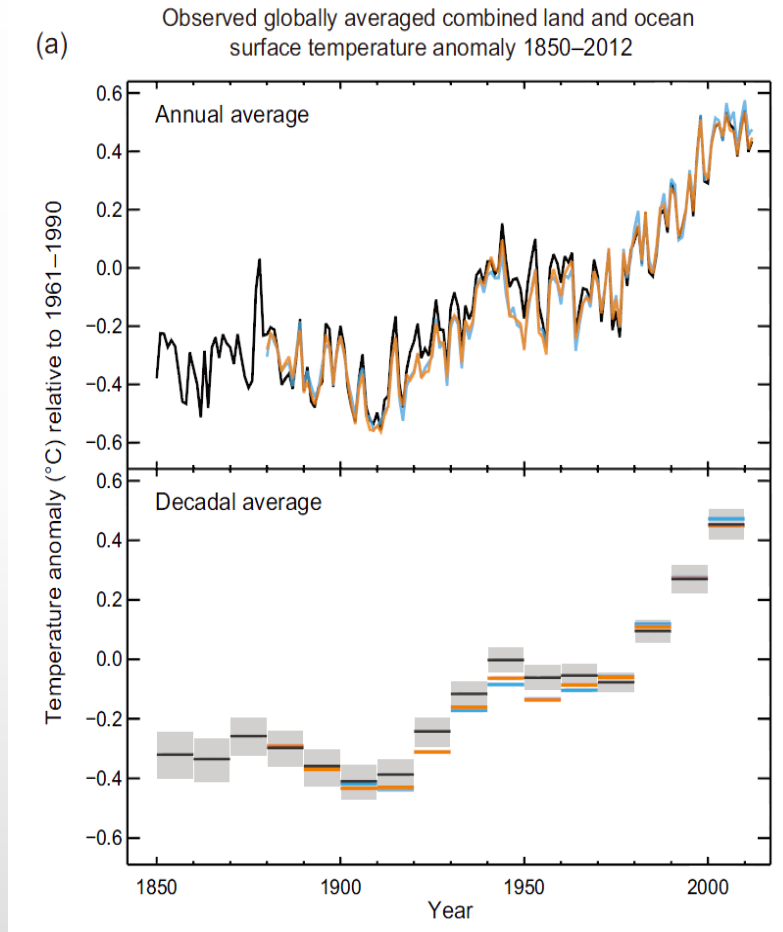 Observed globally averaged combined land and ocean
surface temperature anomaly 1850–2012
(a)
Annual average
0.6
0.4
0.2
0.0
−0.2
−0.4
−0.6
Temperature anomaly (°C) relative to 1961–1990
Decadal average
0.6
0.4
0.2
0.0
−0.2
−0.4
−0.6
1850 1900 1950 2000
Year